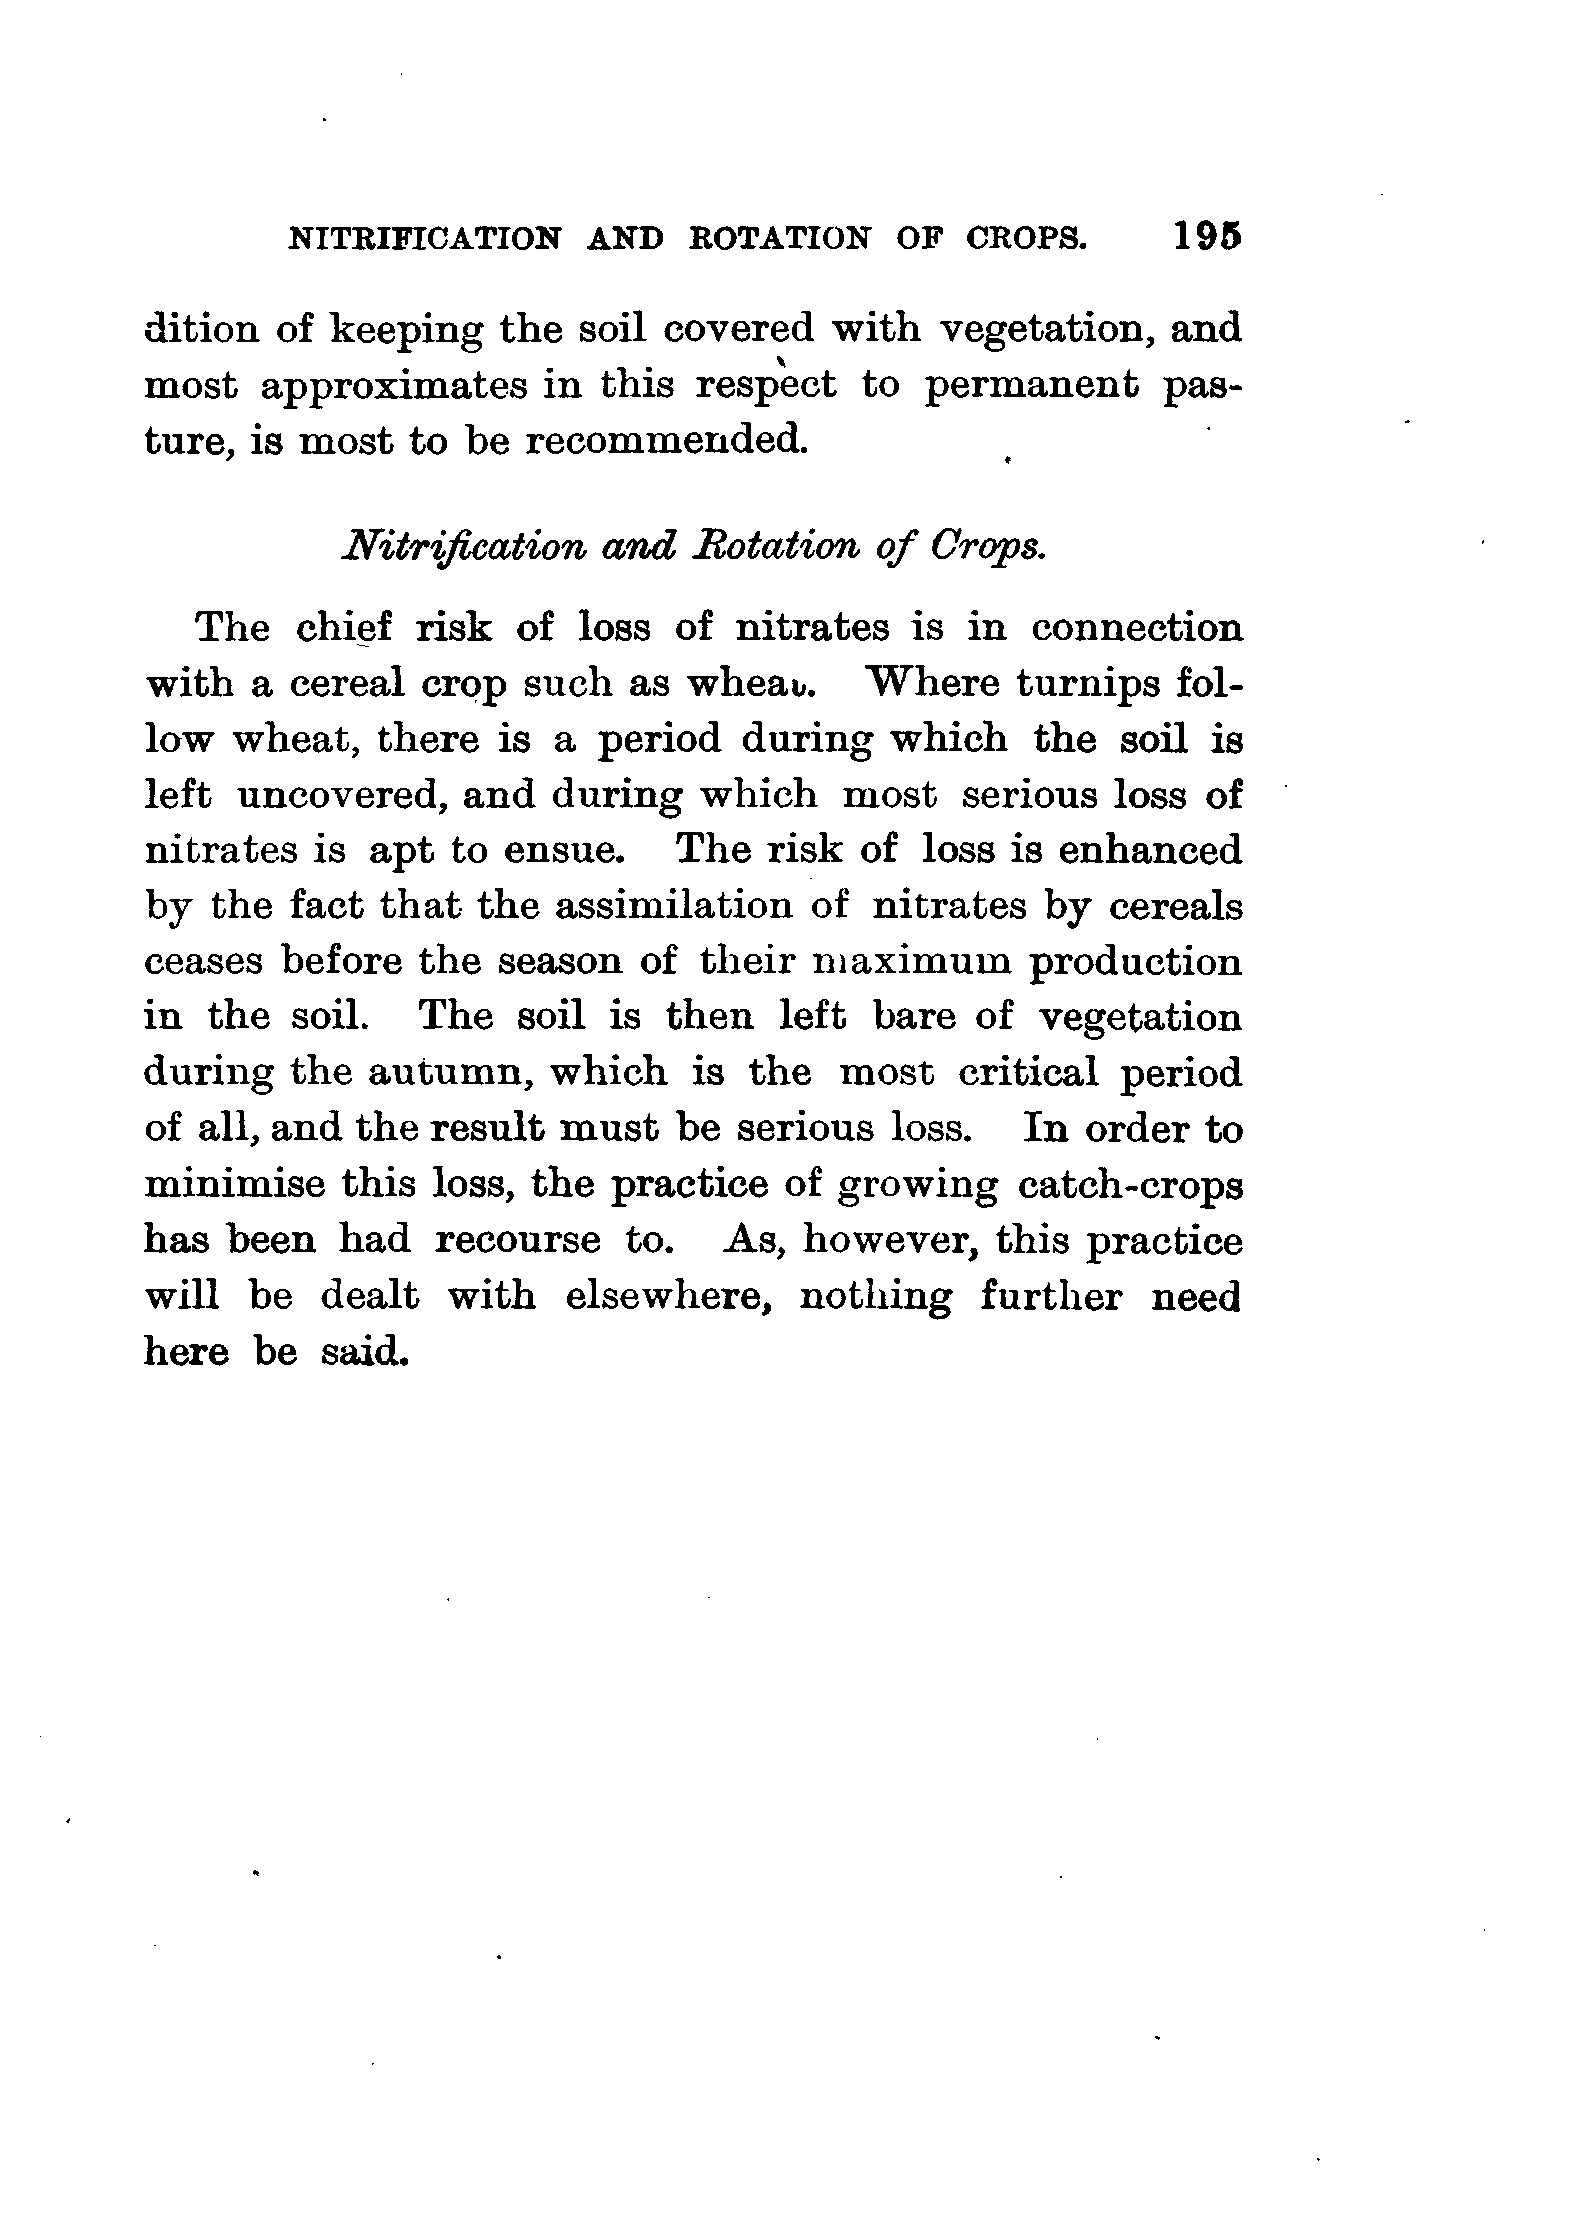 NITRIFICATION AND ROTATION OF CROPS. 195
dition of keeping the soil covered with vegetation, and
most approximates in this respect to permanent pas-
ture, is most to be recommended.
Nitrification and Rotation of Crops.
The chief risk of loss of nitrates is in connection
with a cereal crop such as wheat. Where turnips fol-
low wheat, there is a period during which the soil is
left uncovered, and during which most serious loss of
nitrates is apt to ensue. The risk of loss is enhanced
by the fact that the assimilation of nitrates by cereals
ceases before the season of their maximum production
in the soil. The soil is then left bare of vegetation
during the autumn, which is the most critical period
of all, and the result must be serious loss. In order to
minimise this loss, the practice of growing catch-crops
has been had recourse to. As, however, this practice
will be dealt with elsewhere, nothing further need
here be said.